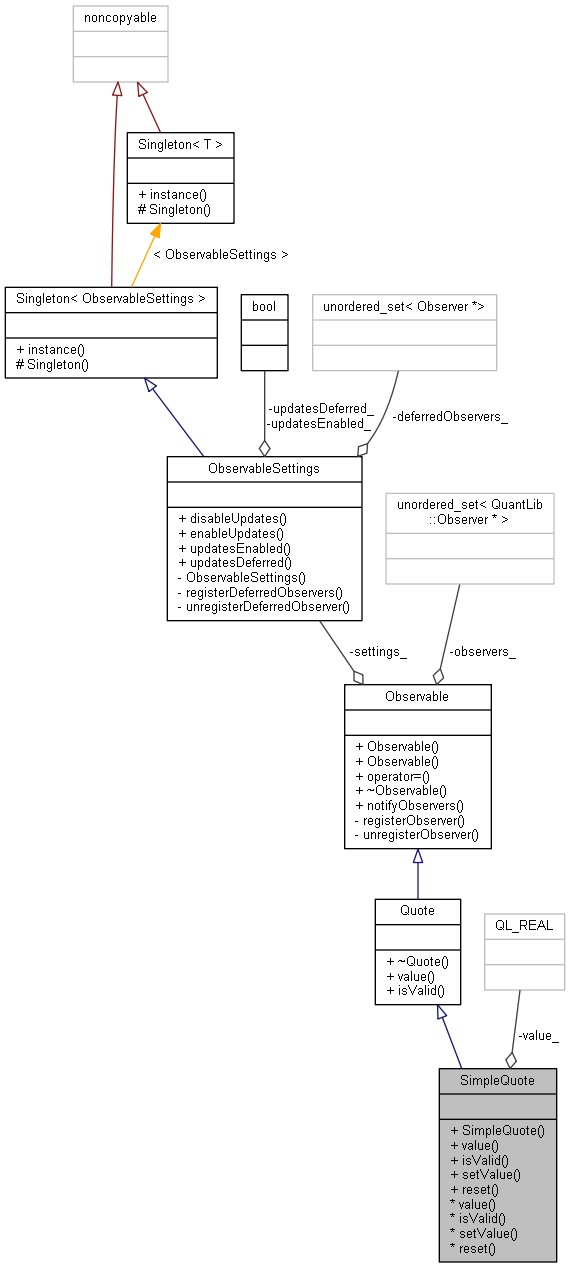 noncopyable
Singleton< T >
+ instance()
# Singleton()
< ObservableSettings >
Singleton< ObservableSettings >
+ instance()
# Singleton()
bool
unordered_set< Observer *>
-updatesDeferred_
-updatesEnabled_
-deferredObservers_
ObservableSettings
+ disableUpdates()
+ enableUpdates()
+ updatesEnabled()
+ updatesDeferred()
- ObservableSettings()
- registerDeferredObservers()
- unregisterDeferredObserver()
unordered_set< QuantLib
::Observer * >
-settings_
-observers_
Observable
+ Observable()
+ Observable()
+ operator=()
+ ~Observable()
+ notifyObservers()
- registerObserver()
- unregisterObserver()
Quote
+ ~Quote()
+ value()
+ isValid()
QL_REAL
-value_
SimpleQuote
+ SimpleQuote()
+ value()
+ isValid()
+ setValue()
+ reset()
* value()
* isValid()
* setValue()
* reset()